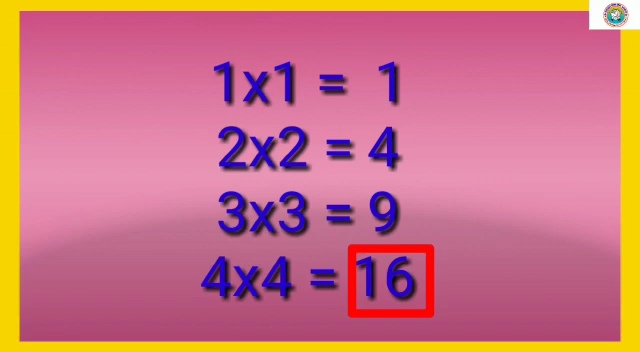 1x1 = 1
2x2 = 4
3x3 = 9
4x4 = 16